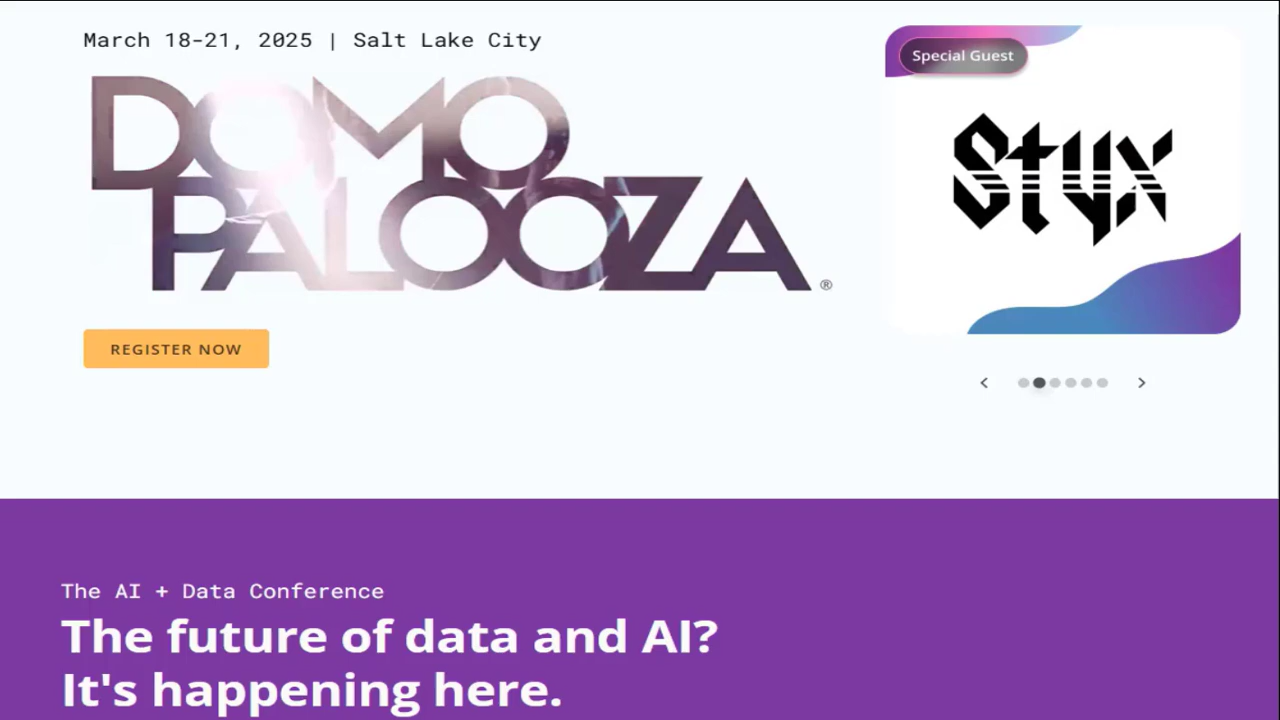 March 18-21, 2025 | Salt Lake City
DOMO
PALOOZA®
REGISTER NOW
Special Guest
Styx
The AI + Data Conference
The future of data and AI?
It's happening here.